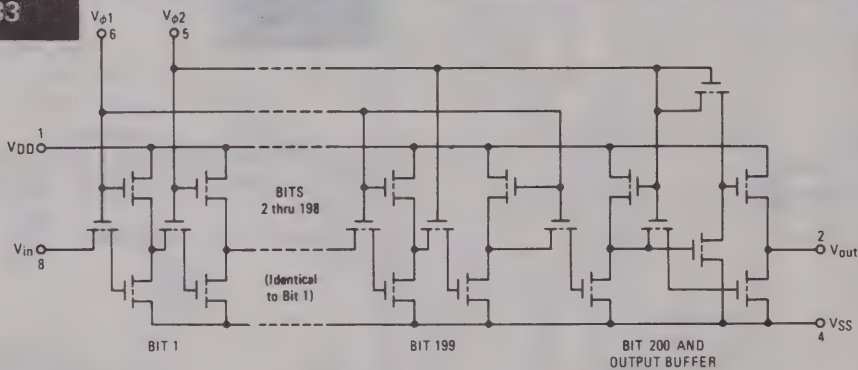 33
Vφ1 Vφ2
6 5
1
VDD
BITS
2 thru 198
Vin
8
2
Vout
(Identical
to Bit 1)
VSS
4
BIT 1
BIT 199
BIT 200 AND
OUTPUT BUFFER